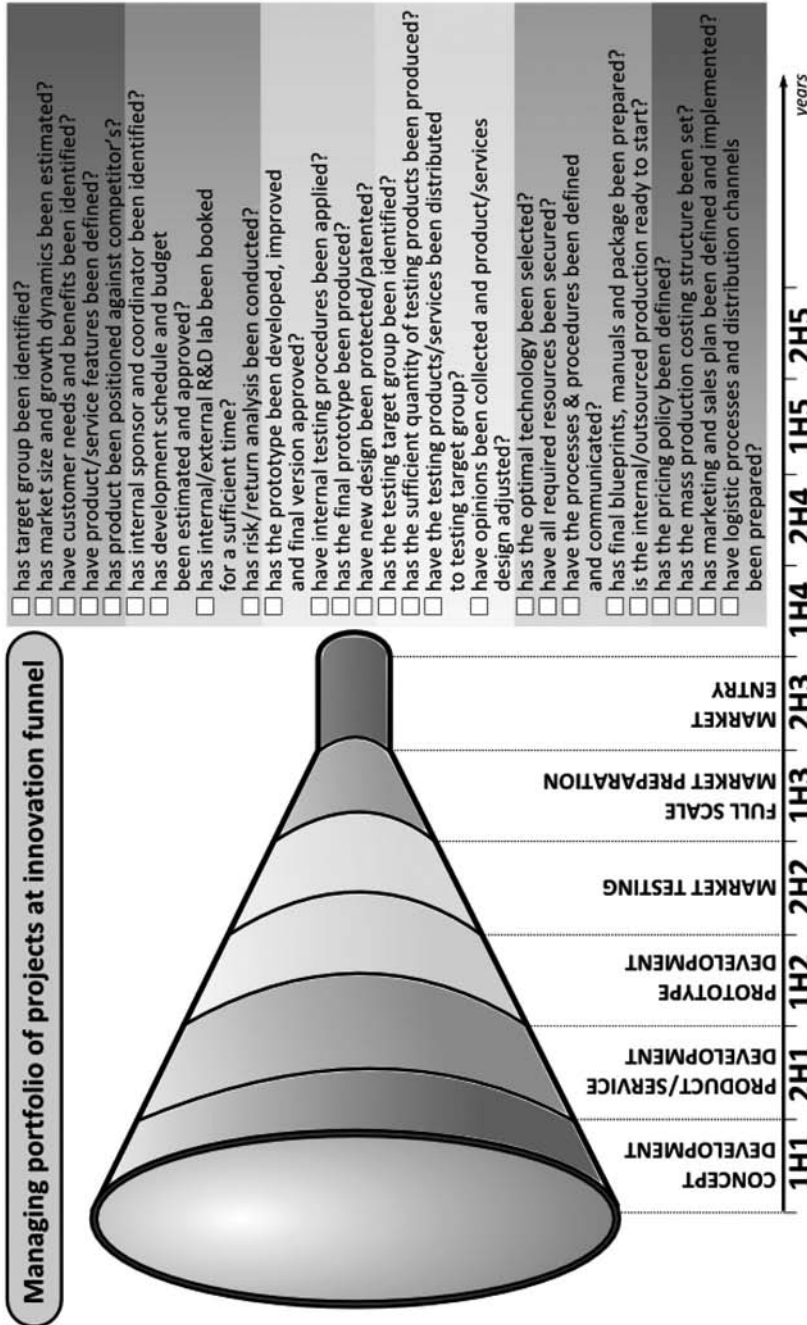 Managing portfolio of projects at innovation funnel
has target group been identified?
has market size and growth dynamics been estimated?
have customer needs and benefits been identified?
have product/service features been defined?
has product been positioned against competitor's?
has internal sponsor and coordinator been identified?
has development schedule and budget
been estimated and approved?
has internal/external R&D lab been booked
for a sufficient time?
has risk/return analysis been conducted?
has the prototype been developed, improved
and final version approved?
have internal testing procedures been applied?
has the final prototype been produced?
have new design been protected/patented?
has the testing target group been identified?
has the sufficient quantity of testing products been produced?
have the testing products/services been distributed
to testing target group?
have opinions been collected and product/services
design adjusted?
has the optimal technology been selected?
have all required resources been secured?
have the processes & procedures been defined
and communicated?
has final blueprints, manuals and package been prepared?
is the internal/outsourced production ready to start?
has the pricing policy been defined?
has the mass production costing structure been set?
has marketing and sales plan been defined and implemented?
have logistic processes and distribution channels
been prepared?
CONCEPT
DEVELOPMENT
PRODUCT/SERVICE
DEVELOPMENT
PROTOTYPE
DEVELOPMENT
MARKET TESTING
FULL SCALE
MARKET PREPARATION
MARKET
ENTRY
1H1 2H1 1H2 2H2 1H3 2H3 1H4 2H4 1H5 2H5
years